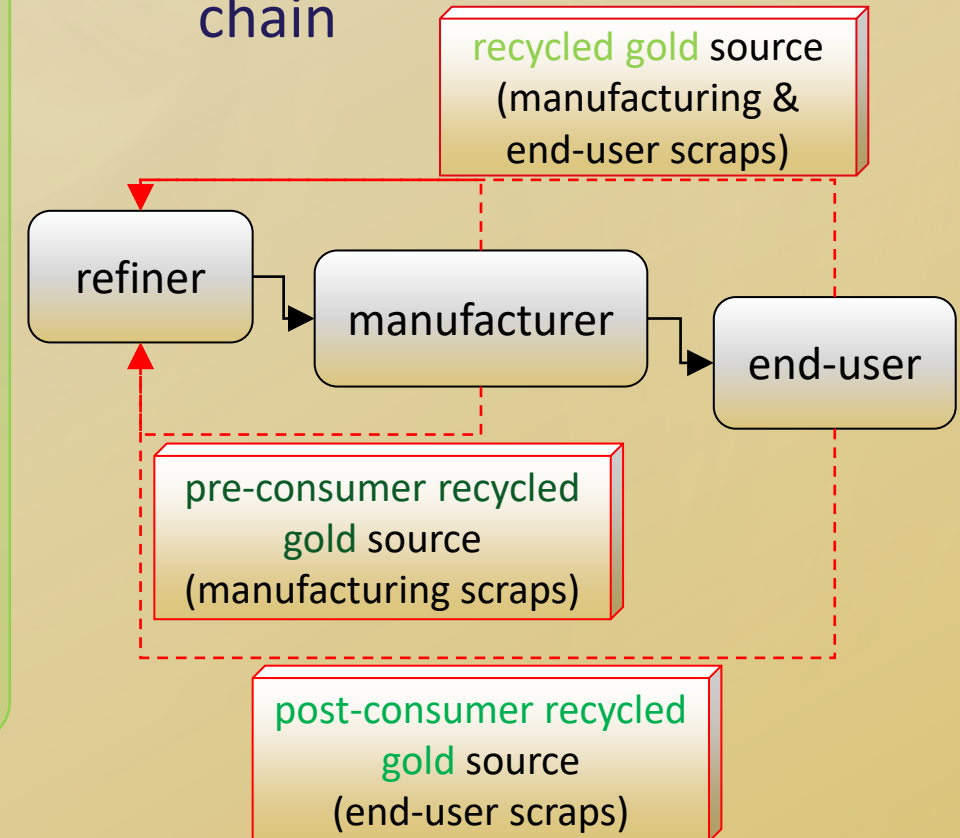 chain
recycled gold source
(manufacturing &
end-user scraps)
refiner
manufacturer
end-user
pre-consumer recycled
gold source
(manufacturing scraps)
post-consumer recycled
gold source
(end-user scraps)